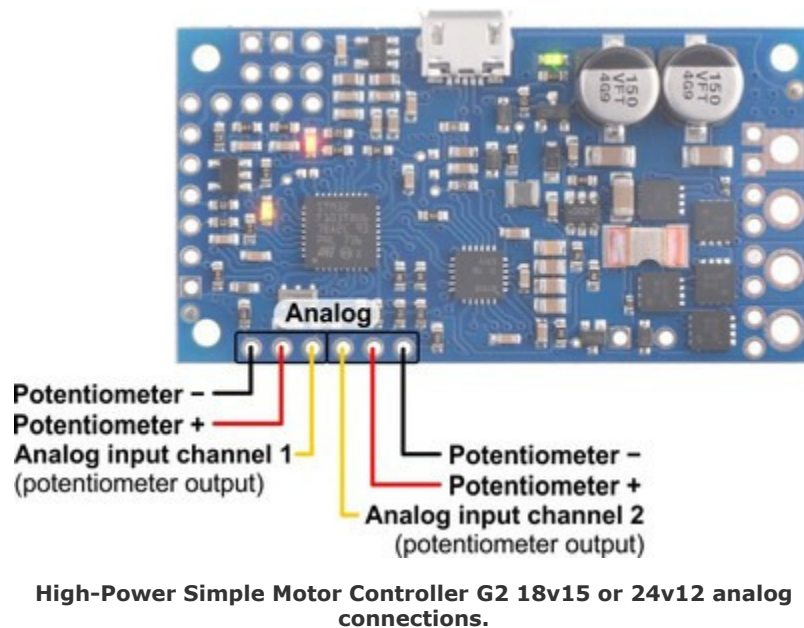 150
VFT
4G9
150
VFT
4G9
Analog
Potentiometer −
Potentiometer +
Analog input channel 1
(potentiometer output)
Potentiometer −
Potentiometer +
Analog input channel 2
(potentiometer output)
High-Power Simple Motor Controller G2 18v15 or 24v12 analog
connections.